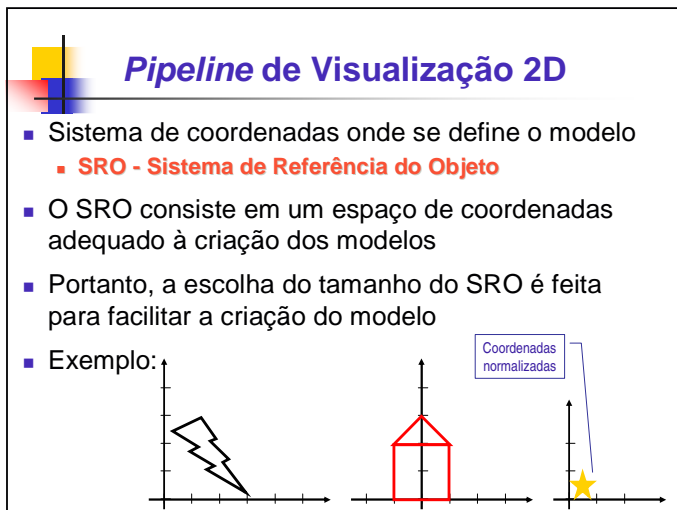 Pipeline de Visualização 2D
Sistema de coordenadas onde se define o modelo
SRO - Sistema de Referência do Objeto
O SRO consiste em um espaço de coordenadas
adequado à criação dos modelos
Portanto, a escolha do tamanho do SRO é feita
para facilitar a criação do modelo
Exemplo:
Coordenadas
normalizadas